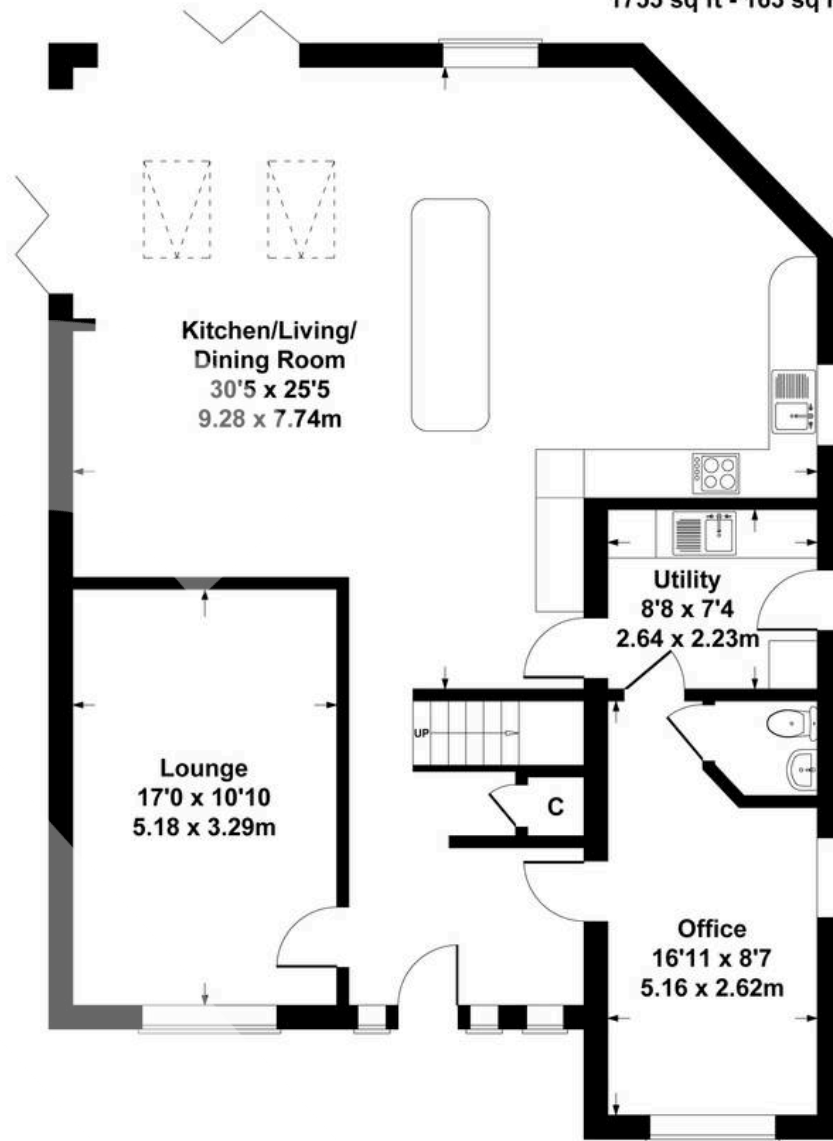 Kitchen/Living/
Dining Room
30'5 x 25'5
9.28 x 7.74m
Utility
8'8 x 7'4
2.64 x 2.23m
UP
C
Lounge
17'0 x 10'10
5.18 x 3.29m
Office
16'11 x 8'7
5.16 x 2.62m